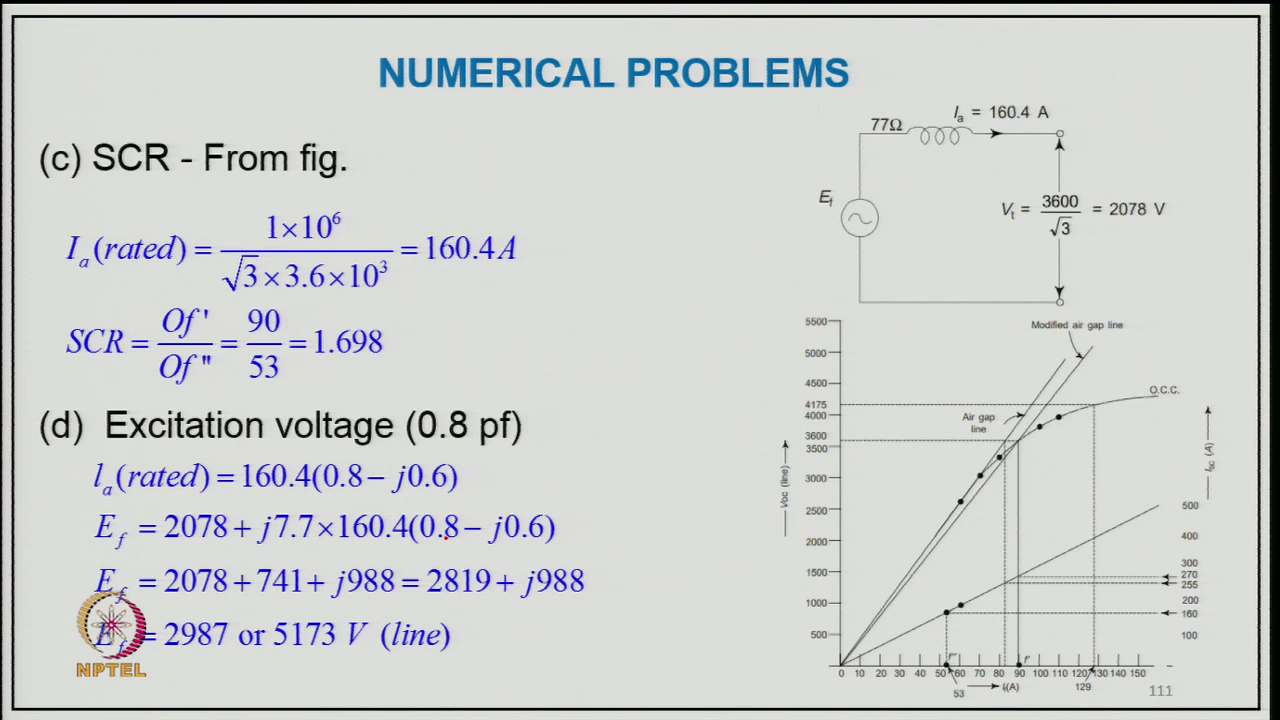 NUMERICAL PROBLEMS
(c) SCR - From fig.
I_a (rated) = 1×10^6 / (√3 × 3.6×10^3) = 160.4 A
SCR = Of ' / Of " = 90 / 53 = 1.698
(d) Excitation voltage (0.8 pf)
l_a (rated) = 160.4(0.8 − j0.6)
E_f = 2078 + j7.7×160.4(0.8 − j0.6)
E_f = 2078 + 741 + j988 = 2819 + j988
E_f = 2987 or 5173 V (line)
NPTEL
I_a = 160.4 A
77Ω
E_f
V_t = 3600 / √3 = 2078 V
Modified air gap line
O.C.C.
Air gap
line
Voc (line)
I_SC (A)
5500
5000
4500
4175
4000
3600
3500
3000
2500
2000
1500
1000
500
500
400
300
270
255
200
160
100
f"
f'
0 10 20 30 40 50 60 70 80 90 100 110 120 130 140 150
53
I_f(A)
129
111